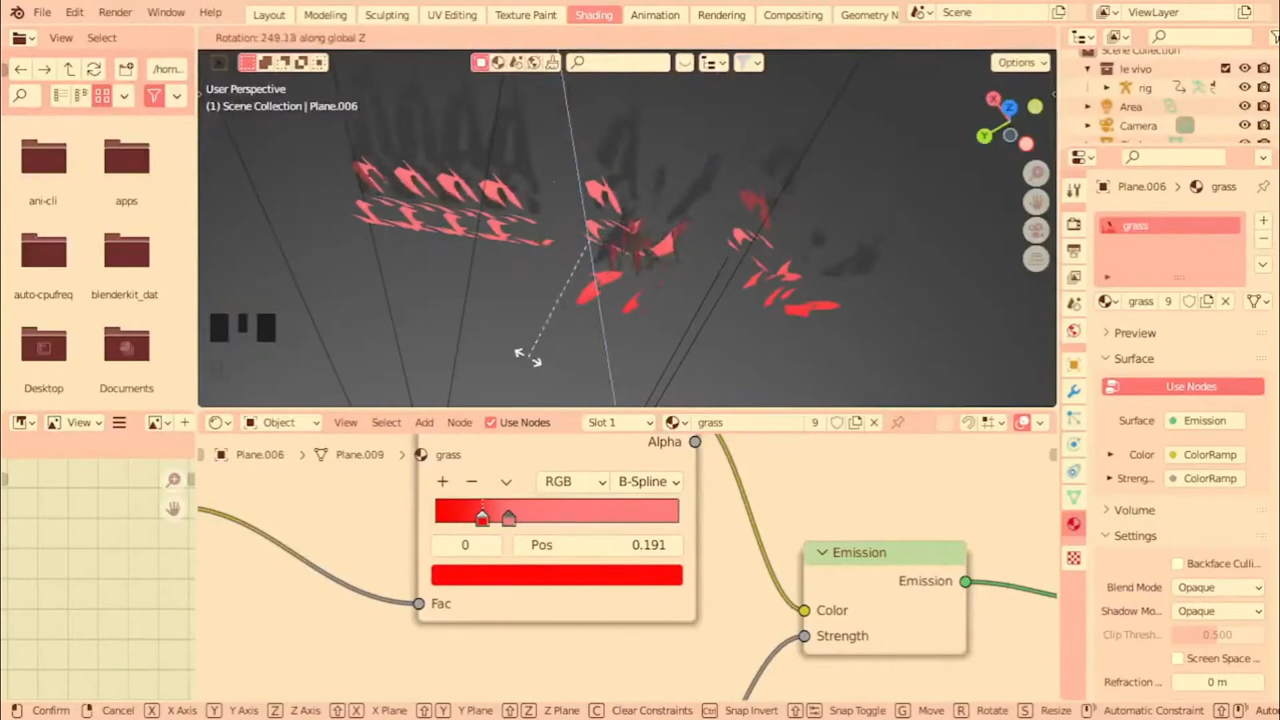 File Edit Render Window Help Layout Modeling Sculpting UV Editing Texture Paint Shading Animation Rendering Compositing Geometry N Scene ViewLayer
View Select
Rotation: 249.18 along global Z
/hom..
Options
User Perspective
(1) Scene Collection | Plane.006
ani-cli apps
auto-cpufreq blenderkit_dat
Desktop Documents
Scene Collection
le vivo
rig
Area
Camera
Plane.006 grass
grass
grass 9
Preview
Surface
Use Nodes
Surface Emission
Color ColorRamp
Streng.. ColorRamp
Volume
Settings
Backface Culli...
Blend Mode Opaque
Shadow Mo.. Opaque
Clip Thresh.. 0.500
Screen Space ..
Refraction .. 0 m
View
Object View Select Add Node Use Nodes Slot 1 grass 9
Plane.006 Plane.009 grass
Alpha
RGB B-Spline
0 Pos 0.191
Fac
Emission
Emission
Color
Strength
Confirm Cancel X X Axis Y Y Axis Z Z Axis X X Plane Y Y Plane Z Z Plane C Clear Constraints Ctrl Snap Invert Snap Toggle G Move R Rotate S Resize Automatic Constraint Auto